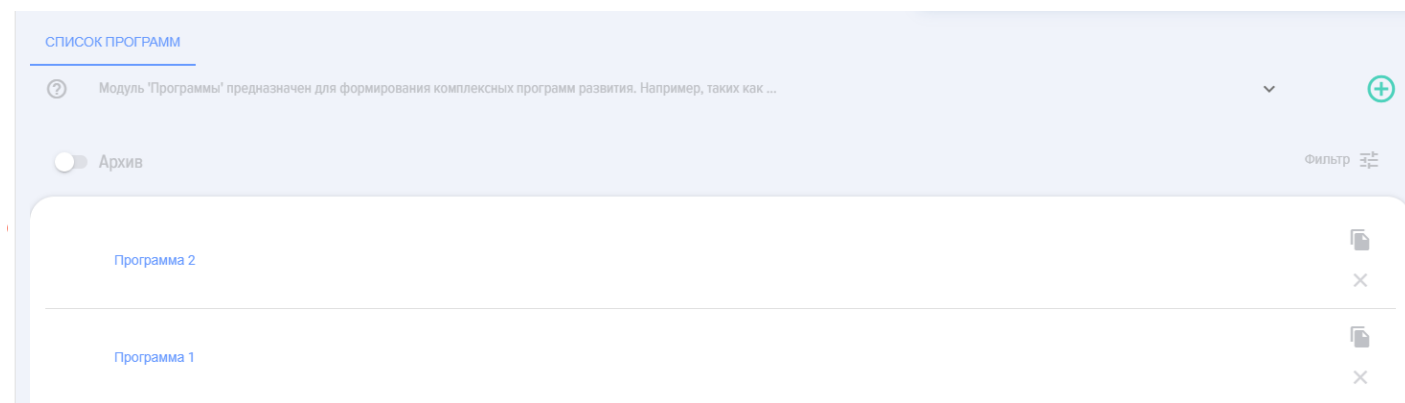 СПИСОК ПРОГРАММ
Модуль 'Программы' предназначен для формирования комплексных программ развития. Например, таких как ...
Архив
Фильтр
Программа 2
Программа 1